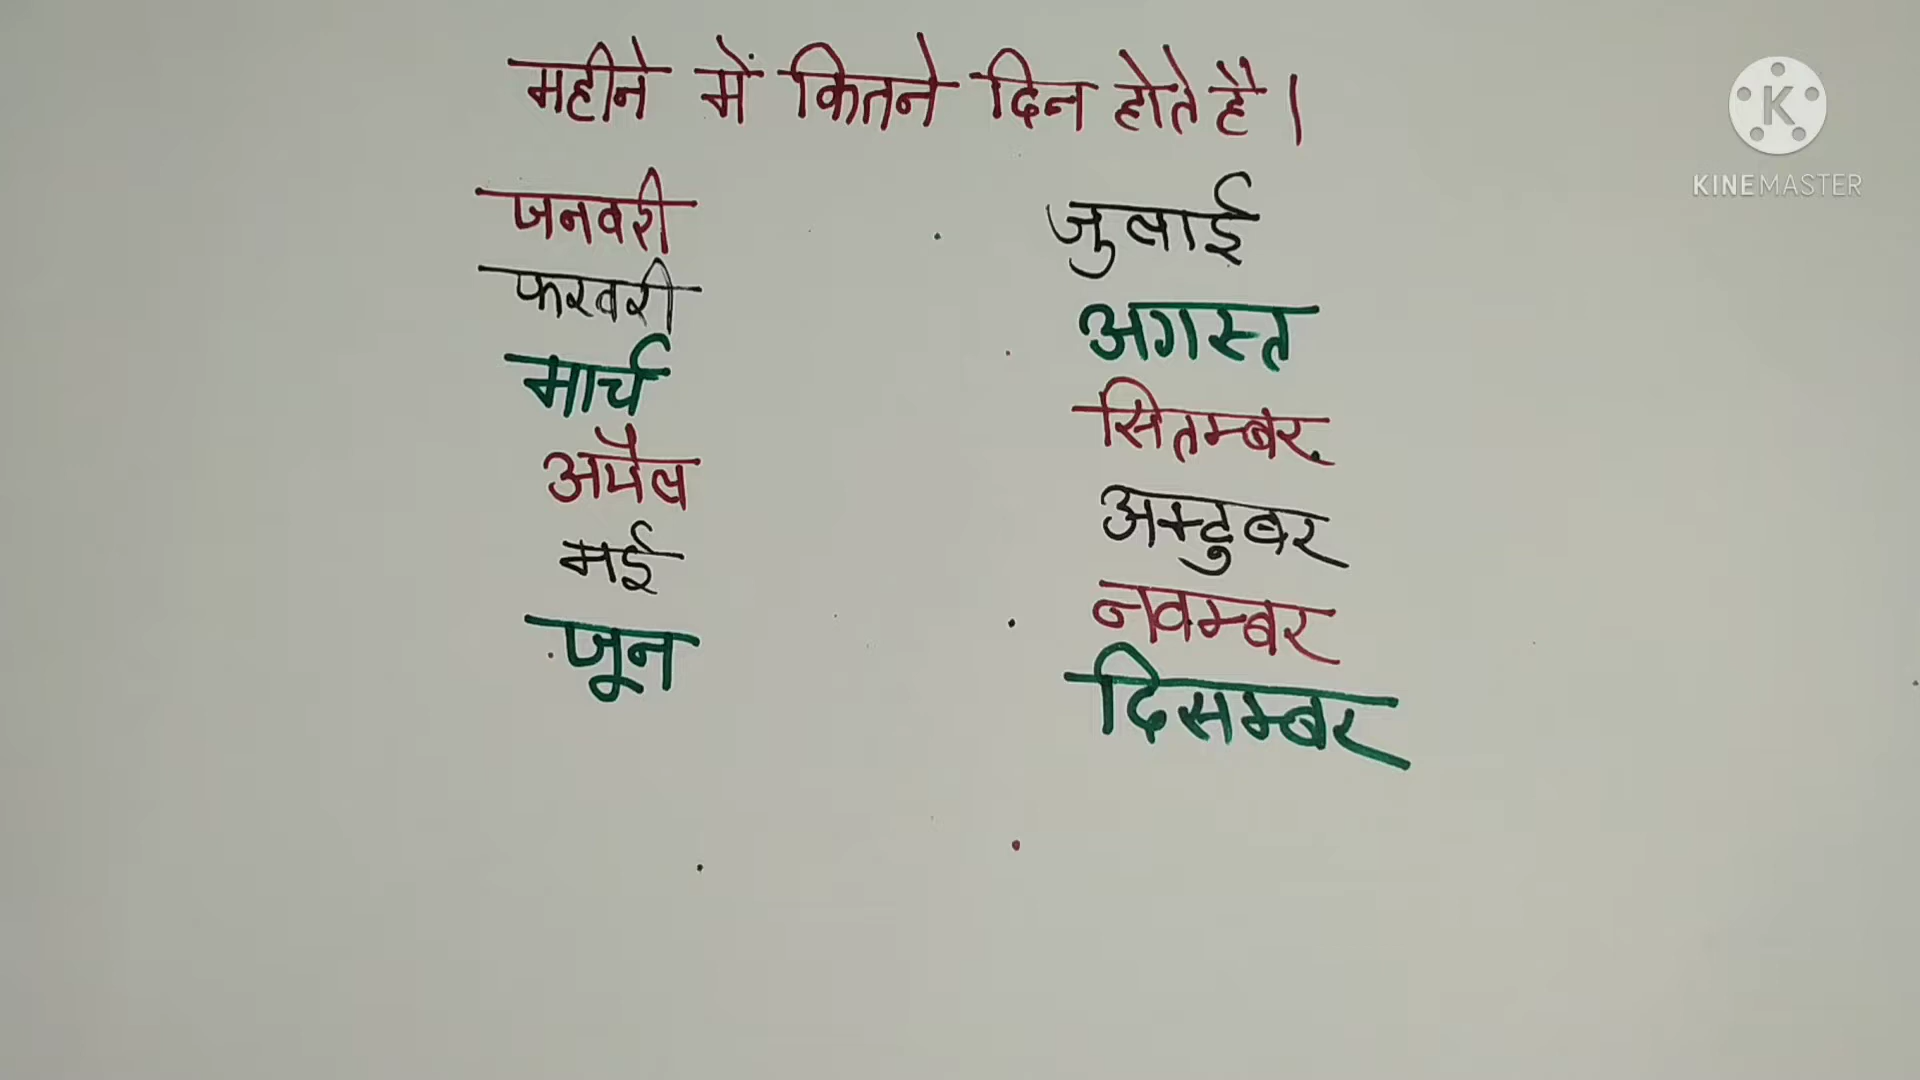 महीने में कितने दिन होते है।
जनवरी
फरवरी
मार्च
अप्रैल
मई
जून
जुलाई
अगस्त
सितम्बर
अक्टुबर
नवम्बर
दिसम्बर
K
KINEMASTER